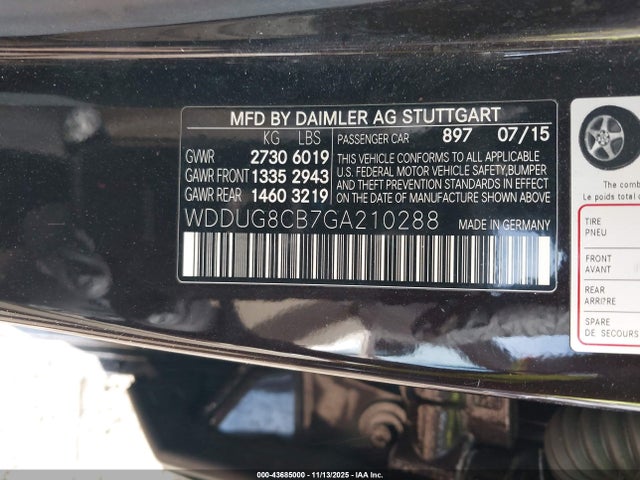 MFD BY DAIMLER AG STUTTGART
KG LBS PASSENGER CAR 897 07/15
GVWR 2730 6019
GAWR FRONT 1335 2943
GAWR REAR 1460 3219
THIS VEHICLE CONFORMS TO ALL APPLICABLE
U.S. FEDERAL MOTOR VEHICLE SAFETY,BUMPER
AND THEFT PREVENTION STANDARDS IN EFFECT
ON THE DATE OF MANUFACTURE SHOWN ABOVE.
WDDUG8CB7GA210288 MADE IN GERMANY
The comb
Le poids total d
TIRE
PNEU
FRONT
AVANT
REAR
ARRI?RE
SPARE
DE SECOURS
000-43685000 - 11/13/2025 - IAA Inc.